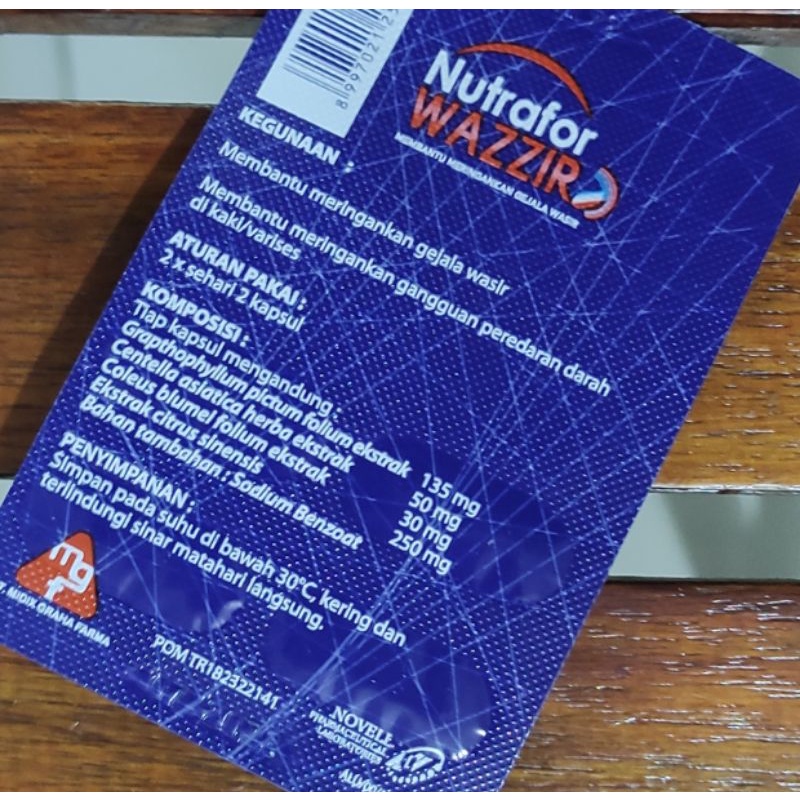 8997021 2
Nutrafor
WAZZIR
MEMBANTU MERINGANKAN GEJALA WASIR
KEGUNAAN :
Membantu meringankan gejala wasir
Membantu meringankan gangguan peredaran darah
di kaki/varises
ATURAN PAKAI :
2 x sehari 2 kapsul
KOMPOSISI :
Tiap kapsul mengandung :
Grapthophyllum pictum folium ekstrak 135 mg
Centella asiatica herba ekstrak 50 mg
Coleus blumei folium ekstrak 30 mg
Ekstrak citrus sinensis 250 mg
Bahan tambahan : Sodium Benzoat
PENYIMPANAN :
Simpan pada suhu di bawah 30°C, kering dan
terlindungi sinar matahari langsung.
mgf
MIDIX GRAHA FARMA
POM TR182322141
NOVELL
PHARMACEUTICAL
LABORATORIES